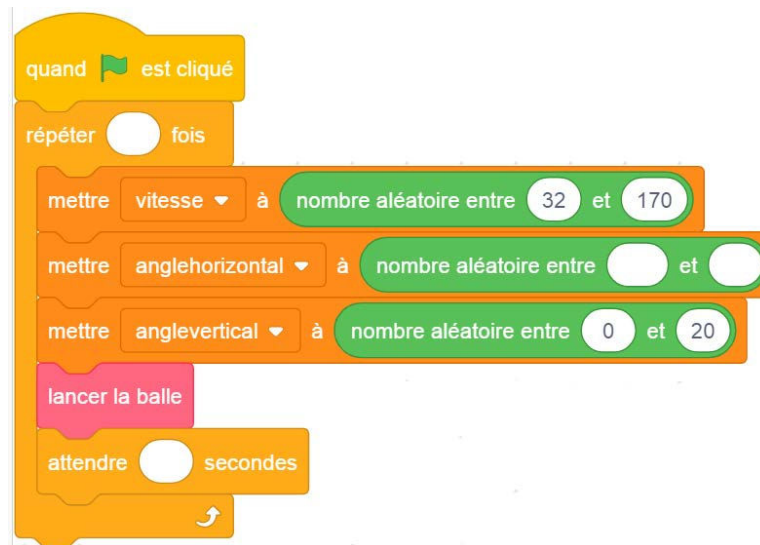 quand est cliqué
répéter fois
mettre vitesse à nombre aléatoire entre 32 et 170
mettre anglehorizontal à nombre aléatoire entre et
mettre anglevertical à nombre aléatoire entre 0 et 20
lancer la balle
attendre secondes